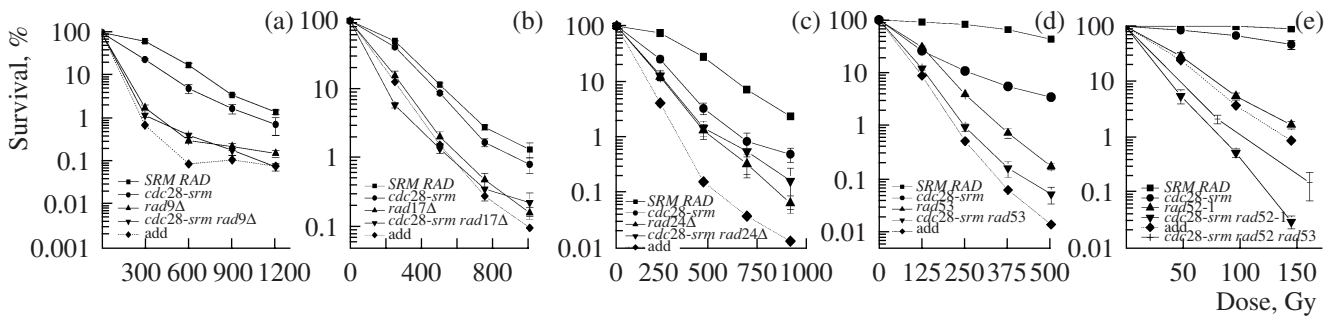 Survival, %
(a)
100
10
1
0.1
0.01
0.001
300 600 900 1200
SRM RAD
cdc28-srm
rad9Δ
cdc28-srm rad9Δ
add
(b)
100
10
1
0.1
0 200 400 600 800
SRM RAD
cdc28-srm
rad17Δ
cdc28-srm rad17Δ
add
(c)
100
10
1
0.1
0.01
0 250 500 750 1000
SRM RAD
cdc28-srm
rad24Δ
cdc28-srm rad24Δ
add
(d)
100
10
1
0.1
0.01
0 125 250 375 500
SRM RAD
cdc28-srm
rad53
cdc28-srm rad53
add
(e)
100
10
1
0.1
0.01
50 100 150
SRM RAD
cdc28-srm
rad52-1
cdc28-srm rad52-1
add
cdc28-srm rad52 rad53
Dose, Gy